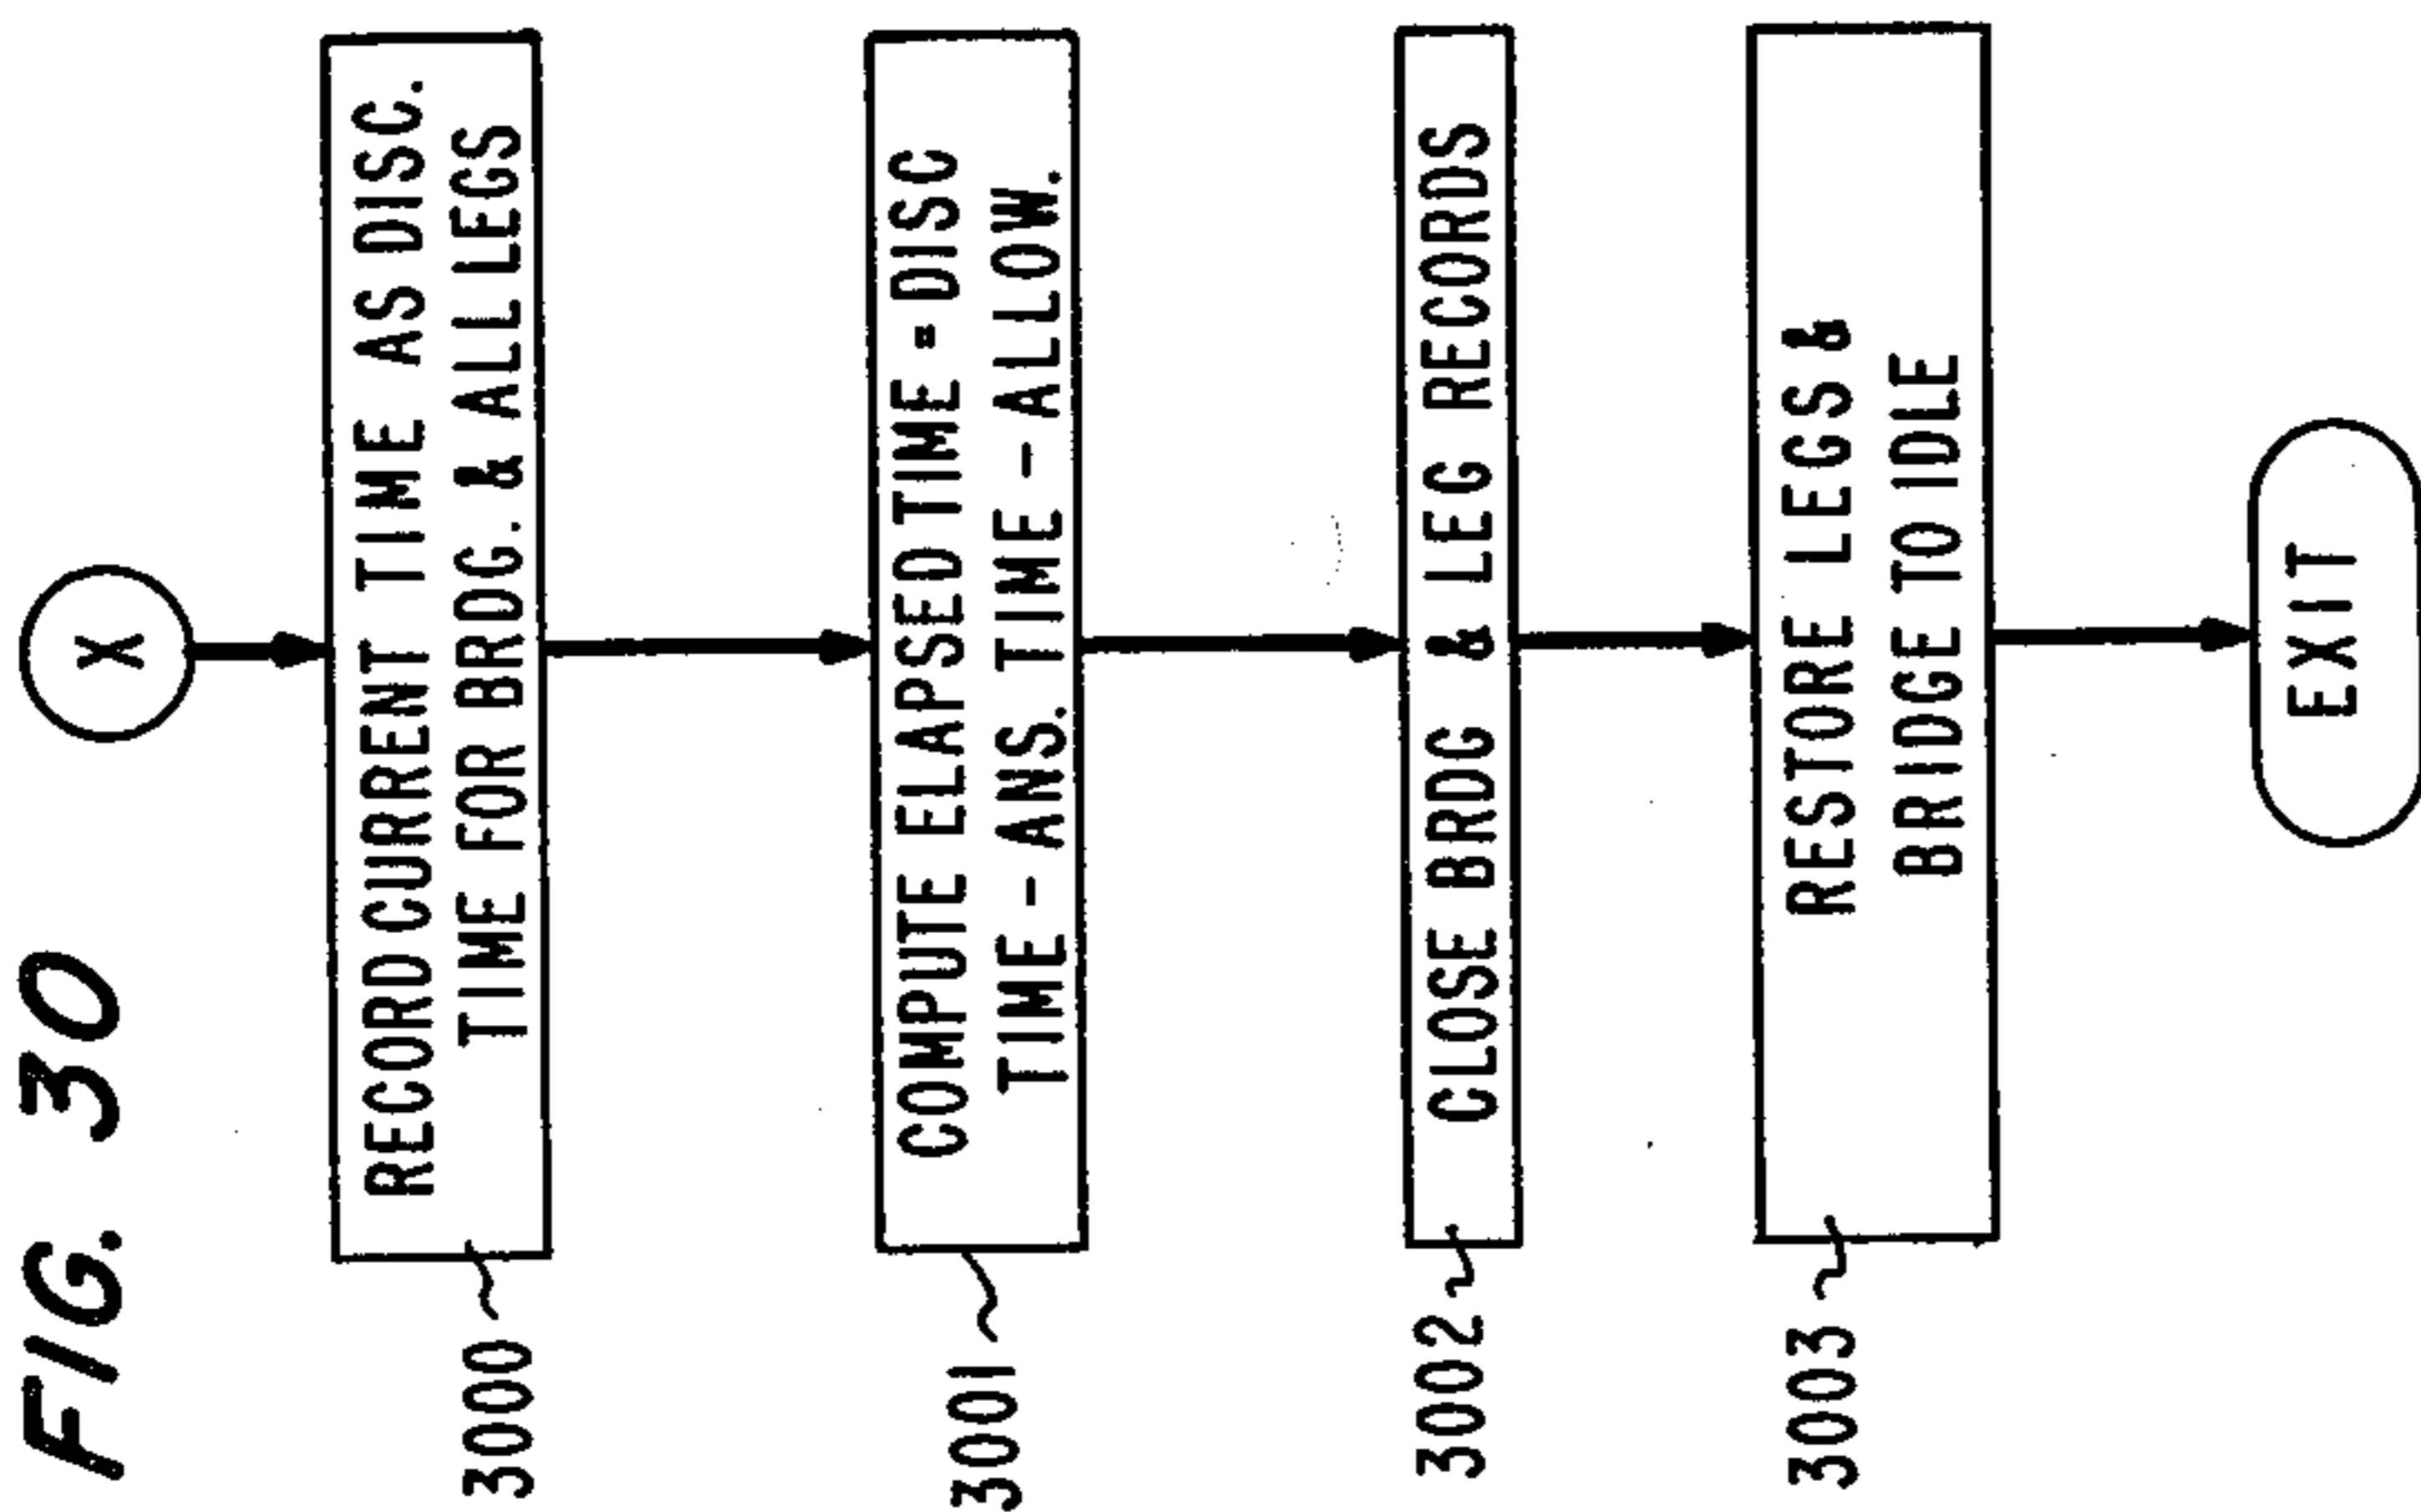 FIG. 30
X
RECORD CURRENT TIME AS DISC.
TIME FOR BRDG. & ALL LEGS
3000
COMPUTE ELAPSED TIME = DISC
TIME - ANS. TIME - ALLOW.
3001
CLOSE BRDG & LEG RECORDS
3002
RESTORE LEGS &
BRIDGE TO IDLE
3003
EXIT